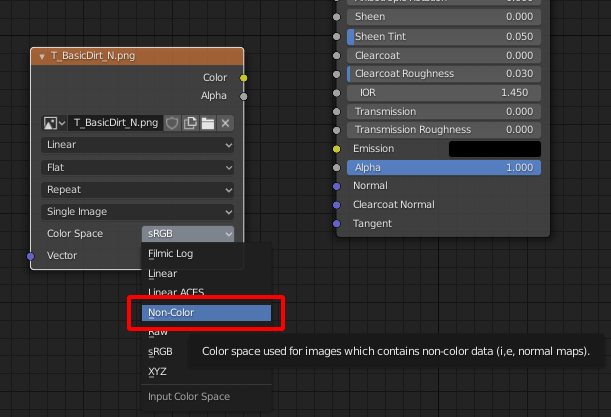 T_BasicDirt_N.png
Color
Alpha
T_BasicDirt_N.png
Linear
Flat
Repeat
Single Image
Color Space sRGB
Vector
Filmic Log
Linear
Linear ACES
Non-Color
Raw
sRGB
XYZ
Input Color Space
Color space used for images which contains non-color data (i,e, normal maps).
Sheen 0.000
Sheen Tint 0.050
Clearcoat 0.000
Clearcoat Roughness 0.030
IOR 1.450
Transmission 0.000
Transmission Roughness 0.000
Emission
Alpha 1.000
Normal
Clearcoat Normal
Tangent